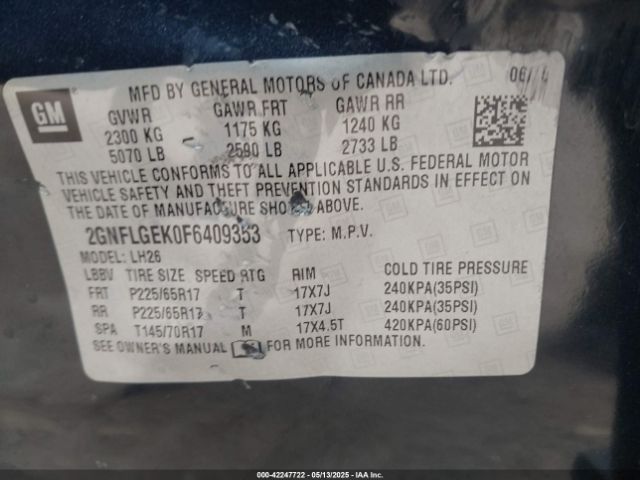 MFD BY GENERAL MOTORS OF CANADA LTD. 06/
GM
GVWR GAWR FRT GAWR RR
2300 KG 1175 KG 1240 KG
5070 LB 2590 LB 2733 LB
THIS VEHICLE CONFORMS TO ALL APPLICABLE U.S. FEDERAL MOTOR
VEHICLE SAFETY AND THEFT PREVENTION STANDARDS IN EFFECT ON
THE DATE OF MANUFACTURE SHOWN ABOVE.
2GNFLGEK0F6409353 TYPE: M.P.V.
MODEL: LH26
LBBV TIRE SIZE SPEED RTG RIM COLD TIRE PRESSURE
FRT P225/65R17 T 17X7J 240KPA(35PSI)
RR P225/65R17 T 17X7J 240KPA(35PSI)
SPA T145/70R17 M 17X4.5T 420KPA(60PSI)
SEE OWNER'S MANUAL FOR MORE INFORMATION.
000-42247722 - 05/13/2025 - IAA Inc.